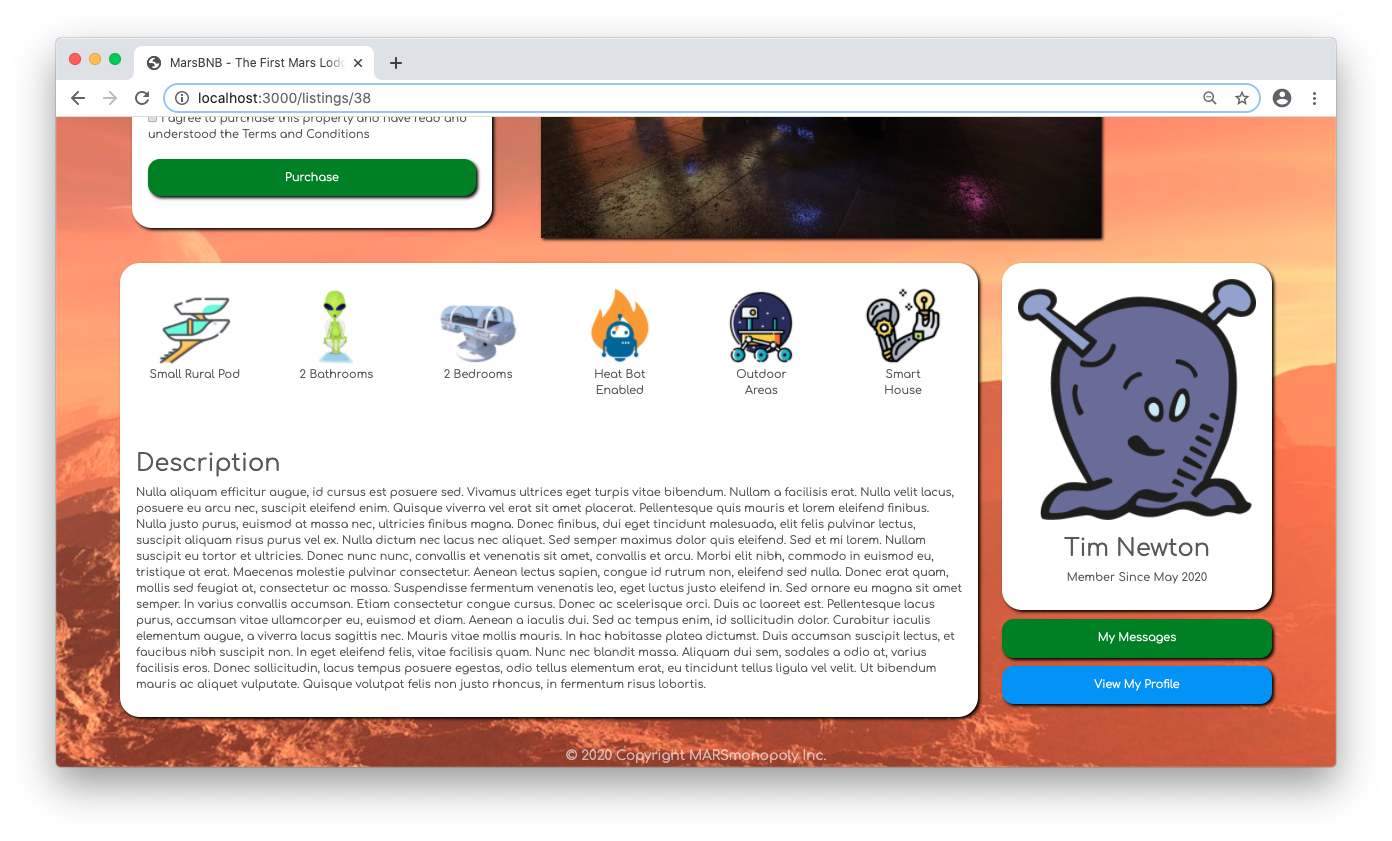 MarsBNB - The First Mars Lodg
localhost:3000/listings/38
I agree to purchase this property and have read and
understood the Terms and Conditions
Purchase
Small Rural Pod
2 Bathrooms
2 Bedrooms
Heat Bot
Enabled
Outdoor
Areas
Smart
House
Description
Nulla aliquam efficitur augue, id cursus est posuere sed. Vivamus ultrices eget turpis vitae bibendum. Nullam a facilisis erat. Nulla velit lacus,
posuere eu arcu nec, suscipit eleifend enim. Quisque viverra vel erat sit amet placerat. Pellentesque quis mauris et lorem eleifend finibus.
Nulla justo purus, euismod at massa nec, ultricies finibus magna. Donec finibus, dui eget tincidunt malesuada, elit felis pulvinar lectus,
suscipit aliquam risus purus vel ex. Nulla dictum nec lacus nec aliquet. Sed semper maximus dolor quis eleifend. Sed et mi lorem. Nullam
suscipit eu tortor et ultricies. Donec nunc nunc, convallis et venenatis sit amet, convallis et arcu. Morbi elit nibh, commodo in euismod eu,
tristique at erat. Maecenas molestie pulvinar consectetur. Aenean lectus sapien, congue id rutrum non, eleifend sed nulla. Donec erat quam,
mollis sed feugiat at, consectetur ac massa. Suspendisse fermentum venenatis leo, eget luctus justo eleifend in. Sed ornare eu magna sit amet
semper. In varius convallis accumsan. Etiam consectetur congue cursus. Donec ac scelerisque orci. Duis ac laoreet est. Pellentesque lacus
purus, accumsan vitae ullamcorper eu, euismod et diam. Aenean a iaculis dui. Sed ac tempus enim, id sollicitudin dolor. Curabitur iaculis
elementum augue, a viverra lacus sagittis nec. Mauris vitae mollis mauris. In hac habitasse platea dictumst. Duis accumsan suscipit lectus, et
faucibus nibh suscipit non. In eget eleifend felis, vitae facilisis quam. Nunc nec blandit massa. Aliquam dui sem, sodales a odio at, varius
facilisis eros. Donec sollicitudin, lacus tempus posuere egestas, odio tellus elementum erat, eu tincidunt tellus ligula vel velit. Ut bibendum
mauris ac aliquet vulputate. Quisque volutpat felis non justo rhoncus, in fermentum risus lobortis.
Tim Newton
Member Since May 2020
My Messages
View My Profile
© 2020 Copyright MARSmonopoly Inc.